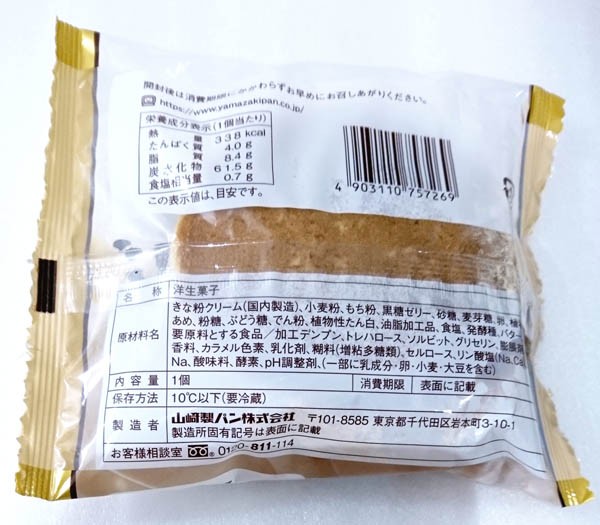 開封後は消費期限にかかわらずお早めにお召しあがりください。
https://www.yamazakipan.co.jp/
栄養成分表示(1個当たり)
熱量 338 kcal
たんぱく質 4.0 g
脂質 8.4 g
炭水化物 61.5 g
食塩相当量 0.7 g
この表示値は、目安です。
4 903110 757269
名称 洋生菓子
原材料名 きな粉クリーム(国内製造)、小麦粉、もち粉、黒糖ゼリー、砂糖、麦芽糖、卵、
あめ、粉糖、ぶどう糖、でん粉、植物性たん白、油脂加工品、食塩、発酵種、バター
要原料とする食品/加工デンプン、トレハロース、ソルビット、グリセリン、膨脹剤
香料、カラメル色素、乳化剤、糊料(増粘多糖類)、セルロース、リン酸塩(Na、Ca)
Na、酸味料、酵素、pH調整剤、(一部に乳成分・卵・小麦・大豆を含む)
内容量 1個 消費期限 表面に記載
保存方法 10℃以下(要冷蔵)
製造者 山崎製パン株式会社 〒101-8585 東京都千代田区岩本町3-10-1
製造所固有記号は表面に記載
お客様相談室 0120-811-114